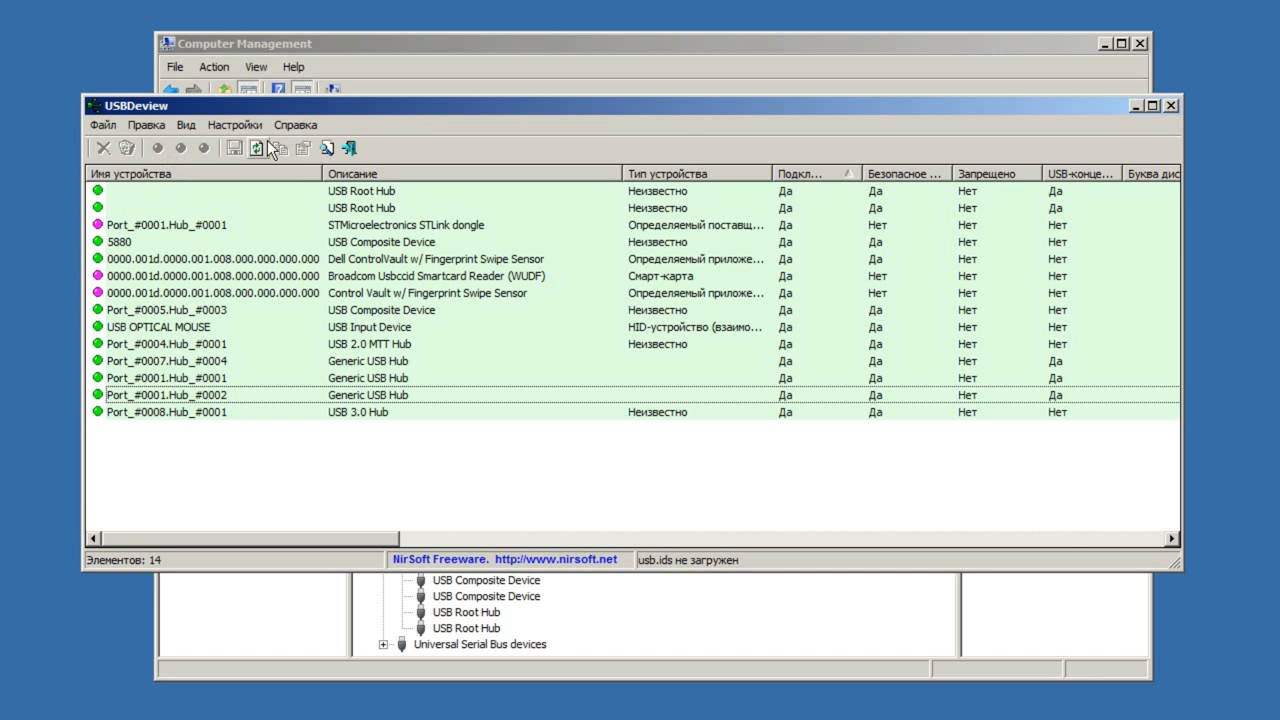 Computer Management
File Action View Help
USBDeview
Файл Правка Вид Настройки Справка
Имя устройства Описание Тип устройства Подкл... Безопасное ... Запрещено USB-конце... Буква дис
USB Root Hub Неизвестно Да Да Нет Да
USB Root Hub Неизвестно Да Да Нет Да
Port_#0001.Hub_#0001 STMicroelectronics STLink dongle Определяемый поставщ... Да Нет Нет Нет
5880 USB Composite Device Неизвестно Да Да Нет Нет
0000.001d.0000.001.008.000.000.000.000 Dell ControlVault w/ Fingerprint Swipe Sensor Определяемый приложе... Да Да Нет Нет
0000.001d.0000.001.008.000.000.000.000 Broadcom Usbccid Smartcard Reader (WUDF) Смарт-карта Да Нет Нет Нет
0000.001d.0000.001.008.000.000.000.000 Control Vault w/ Fingerprint Swipe Sensor Определяемый приложе... Да Нет Нет Нет
Port_#0005.Hub_#0003 USB Composite Device Неизвестно Да Да Нет Нет
USB OPTICAL MOUSE USB Input Device HID-устройство (взаимо... Да Да Нет Нет
Port_#0004.Hub_#0001 USB 2.0 MTT Hub Неизвестно Да Да Нет Нет
Port_#0007.Hub_#0004 Generic USB Hub Да Да Нет Да
Port_#0001.Hub_#0001 Generic USB Hub Да Да Нет Да
Port_#0001.Hub_#0002 Generic USB Hub Да Да Нет Да
Port_#0008.Hub_#0001 USB 3.0 Hub Неизвестно Да Да Нет Нет
Элементов: 14 NirSoft Freeware. http://www.nirsoft.net usb.ids не загружен
USB Composite Device
USB Composite Device
USB Root Hub
USB Root Hub
Universal Serial Bus devices